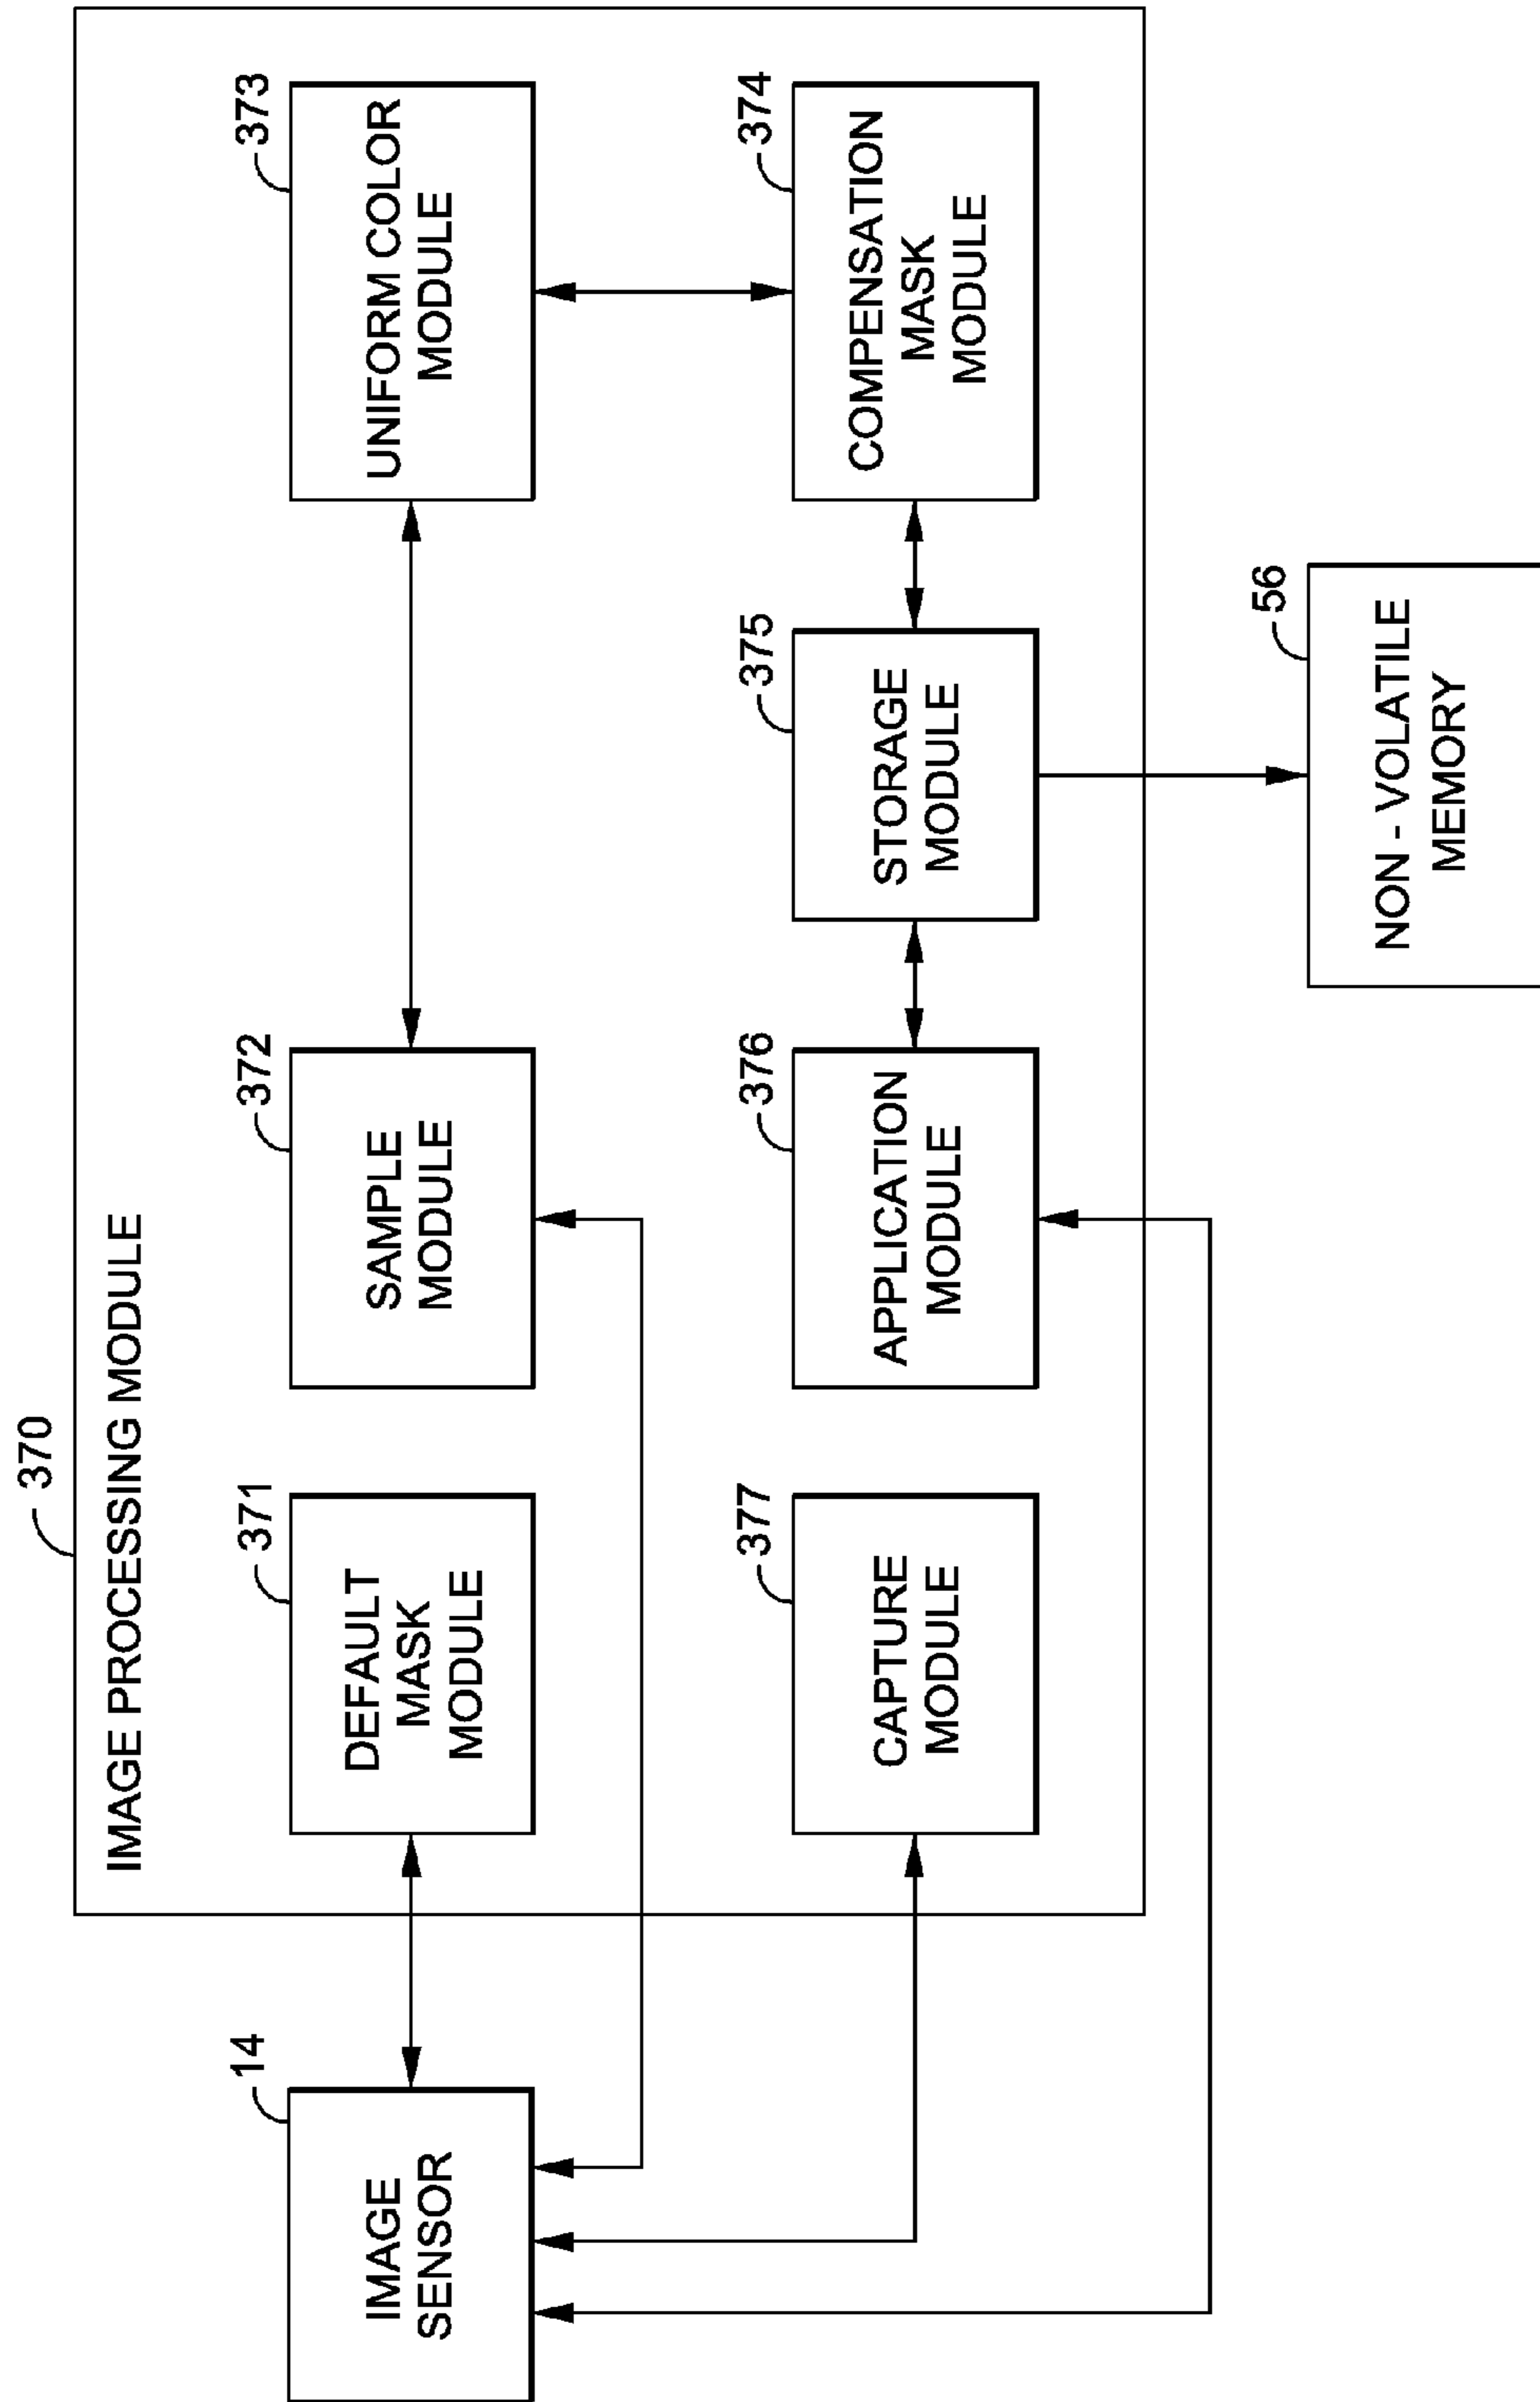 370
IMAGE PROCESSING MODULE
14
IMAGE
SENSOR
371
DEFAULT
MASK
MODULE
372
SAMPLE
MODULE
373
UNIFORM COLOR
MODULE
377
CAPTURE
MODULE
376
APPLICATION
MODULE
375
STORAGE
MODULE
374
COMPENSATION
MASK
MODULE
56
NON - VOLATILE
MEMORY